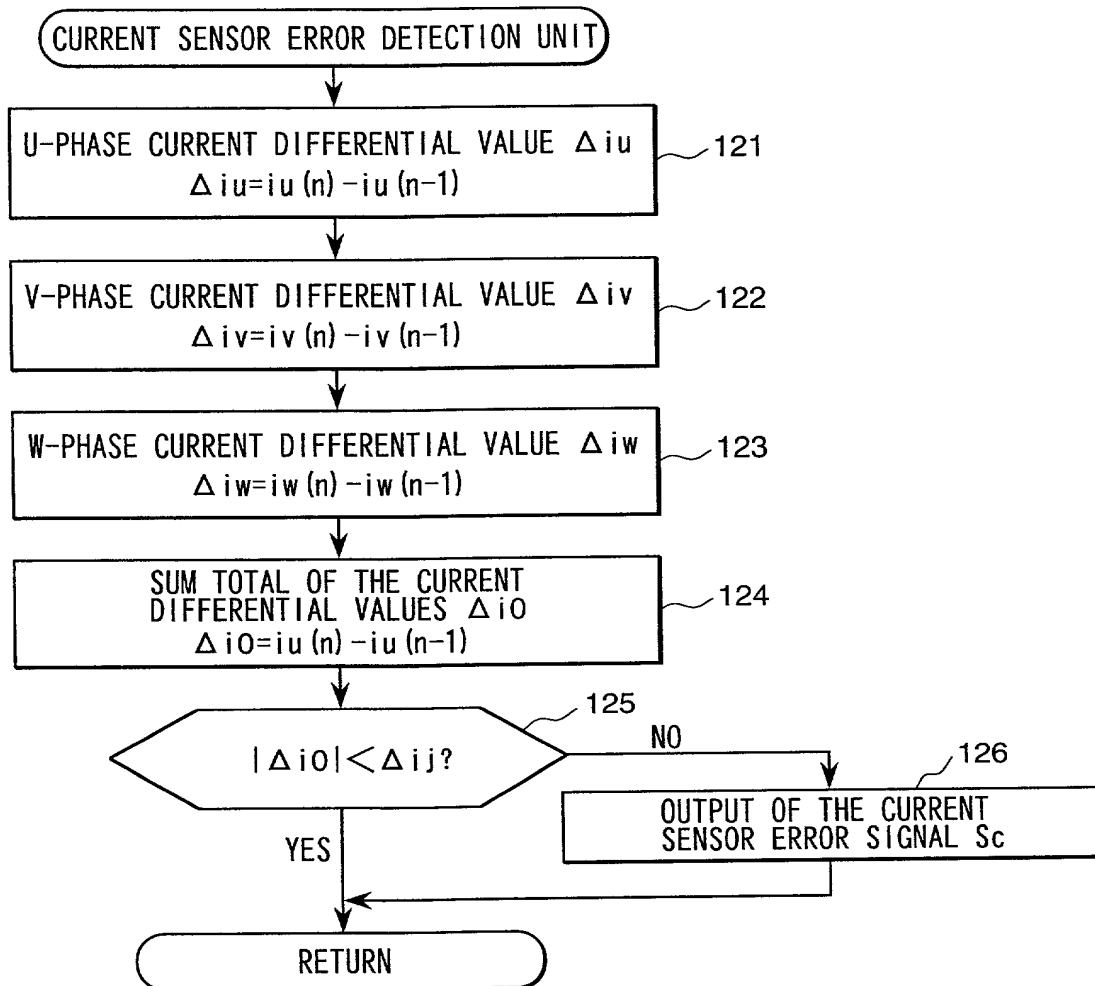 CURRENT SENSOR ERROR DETECTION UNIT
U-PHASE CURRENT DIFFERENTIAL VALUE Δiu
Δiu=iu(n)-iu(n-1)
121
V-PHASE CURRENT DIFFERENTIAL VALUE Δiv
Δiv=iv(n)-iv(n-1)
122
W-PHASE CURRENT DIFFERENTIAL VALUE Δiw
Δiw=iw(n)-iw(n-1)
123
SUM TOTAL OF THE CURRENT
DIFFERENTIAL VALUES Δi0
Δi0=iu(n)-iu(n-1)
124
|Δi0|<Δij?
125
NO
126
OUTPUT OF THE CURRENT
SENSOR ERROR SIGNAL Sc
YES
RETURN